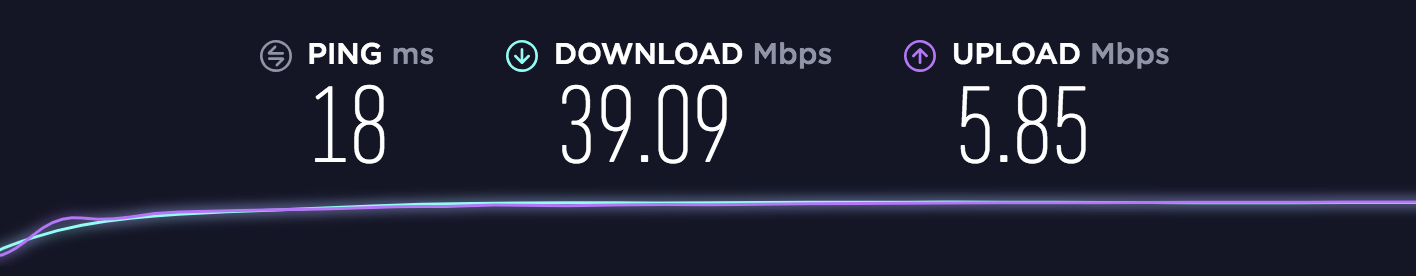 PING ms DOWNLOAD Mbps UPLOAD Mbps
18 39.09 5.85